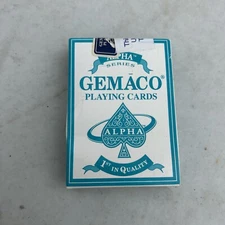 ALPHA
SERIES
GEMACO®
PLAYING CARDS
ALPHA
1ST IN QUALITY